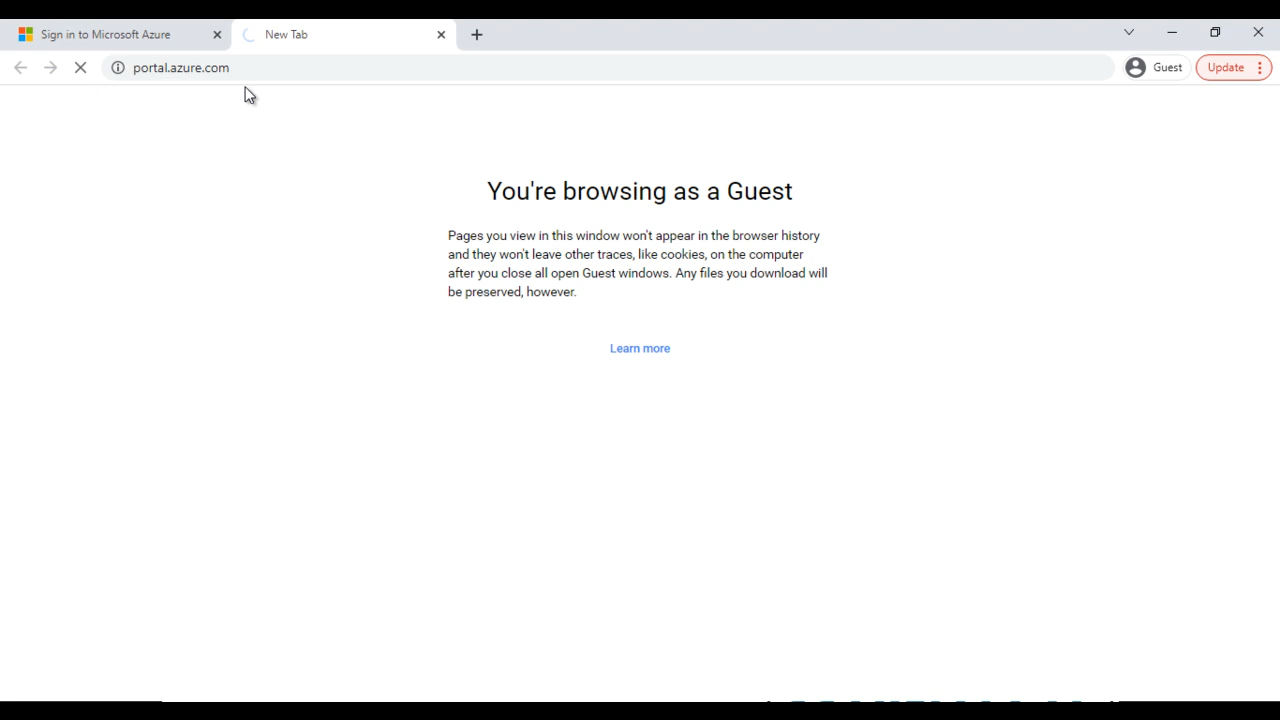 Sign in to Microsoft Azure
New Tab
portal.azure.com
Guest
Update
You're browsing as a Guest
Pages you view in this window won't appear in the browser history
and they won't leave other traces, like cookies, on the computer
after you close all open Guest windows. Any files you download will
be preserved, however.
Learn more